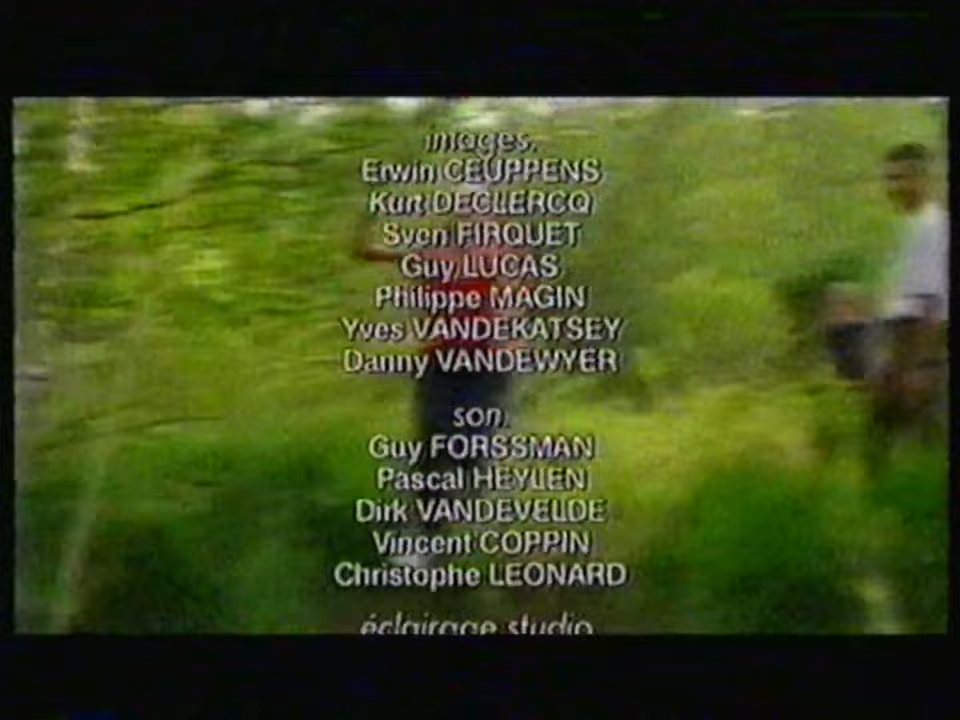 images.
Erwin CEUPPENS
Kurt DECLERCQ
Sven FIRQUET
Guy LUCAS
Philippe MAGIN
Yves VANDEKATSEY
Danny VANDEWYER
son.
Guy FORSSMAN
Pascal HEYLEN
Dirk VANDEVELDE
Vincent COPPIN
Christophe LEONARD
éclairage studio